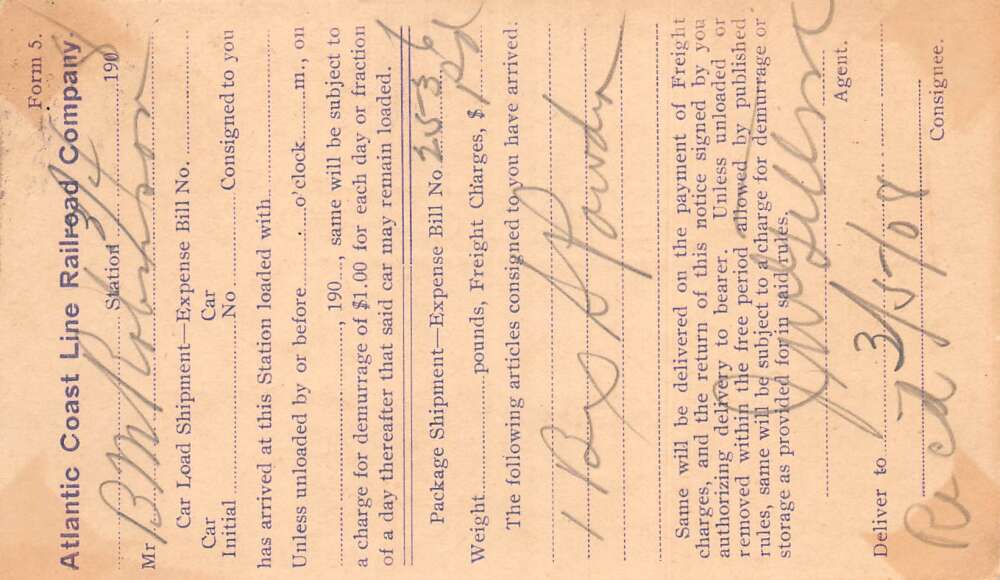 Form 5.
Atlantic Coast Line Railroad Company.
Station 3/4 1908
Mr B M Robinson
Car Load Shipment—Expense Bill No.
Car Car
Initial No Consigned to you
has arrived at this Station loaded with
Unless unloaded by or before o'clock m., on
, 190 , same will be subject to
a charge for demurrage of $1.00 for each day or fraction
of a day thereafter that said car may remain loaded.
Package Shipment—Expense Bill No. 2536
Weight pounds, Freight Charges, $ Pd
The following articles consigned to you have arrived:
1 Box S Powder
Same will be delivered on the payment of Freight
charges, and the return of this notice signed by you
authorizing delivery to bearer. Unless unloaded or
removed within the free period allowed by published
rules, same will be subject to a charge for demurrage or
storage as provided for in said rules.
Agent.
Deliver to
3/5/08
Rec'd
Consignee.